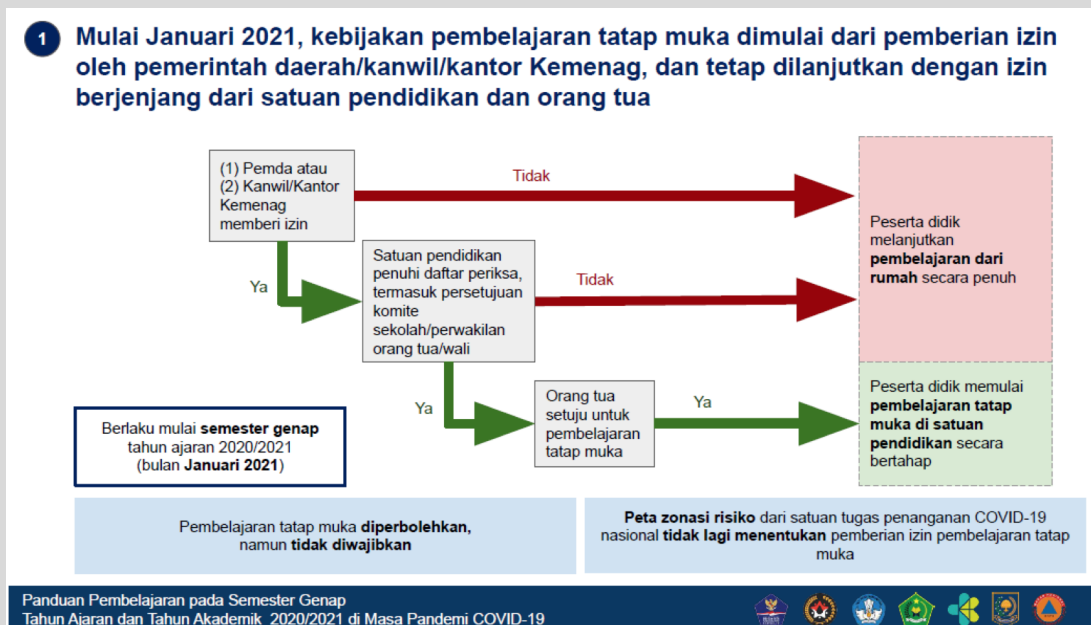 1
Mulai Januari 2021, kebijakan pembelajaran tatap muka dimulai dari pemberian izin
oleh pemerintah daerah/kanwil/kantor Kemenag, dan tetap dilanjutkan dengan izin
berjenjang dari satuan pendidikan dan orang tua
(1) Pemda atau
(2) Kanwil/Kantor
Kemenag
memberi izin
Tidak
Ya
Satuan pendidikan
penuhi daftar periksa,
termasuk persetujuan
komite
sekolah/perwakilan
orang tua/wali
Tidak
Peserta didik
melanjutkan
pembelajaran dari
rumah secara penuh
Ya
Orang tua
setuju untuk
pembelajaran
tatap muka
Ya
Peserta didik memulai
pembelajaran tatap
muka di satuan
pendidikan secara
bertahap
Berlaku mulai semester genap
tahun ajaran 2020/2021
(bulan Januari 2021)
Pembelajaran tatap muka diperbolehkan,
namun tidak diwajibkan
Peta zonasi risiko dari satuan tugas penanganan COVID-19
nasional tidak lagi menentukan pemberian izin pembelajaran tatap
muka
Panduan Pembelajaran pada Semester Genap
Tahun Ajaran dan Tahun Akademik 2020/2021 di Masa Pandemi COVID-19